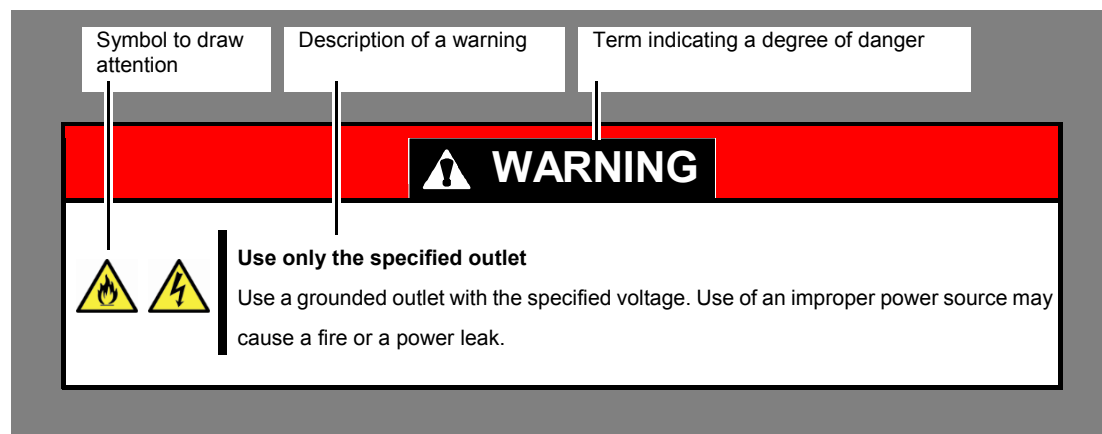 Symbol to draw
attention
Description of a warning
Term indicating a degree of danger
WARNING
Use only the specified outlet
Use a grounded outlet with the specified voltage. Use of an improper power source may
cause a fire or a power leak.